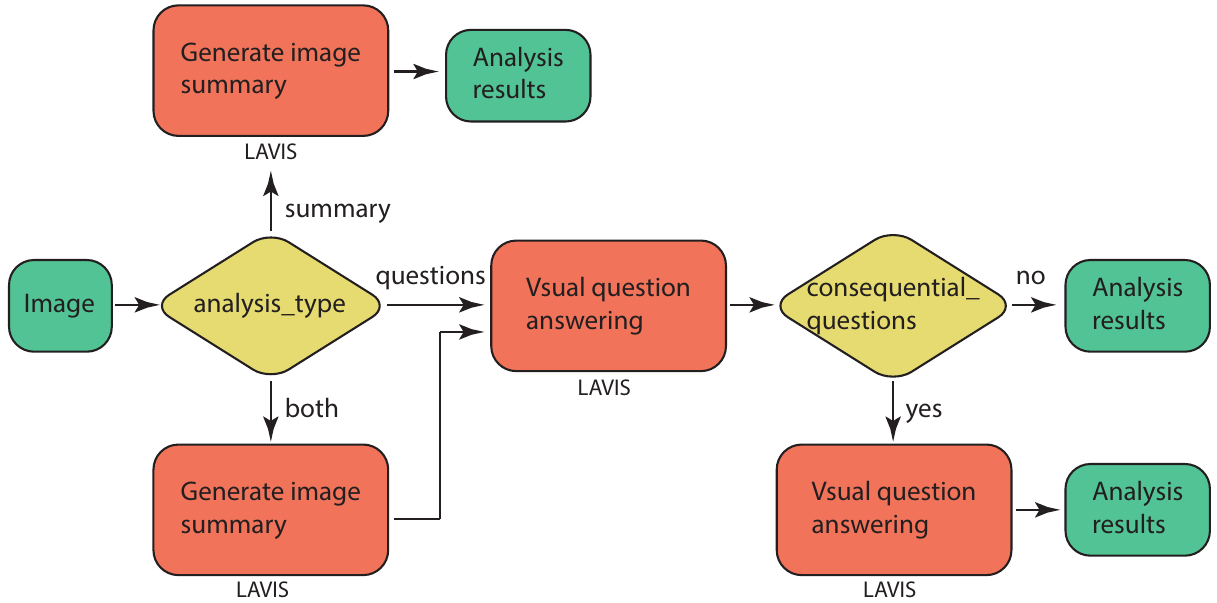 Generate image
summary
Analysis
results
LAVIS
summary
Image
analysis_type
questions
Vsual question
answering
LAVIS
consequential_
questions
no
Analysis
results
both
yes
Generate image
summary
LAVIS
Vsual question
answering
LAVIS
Analysis
results